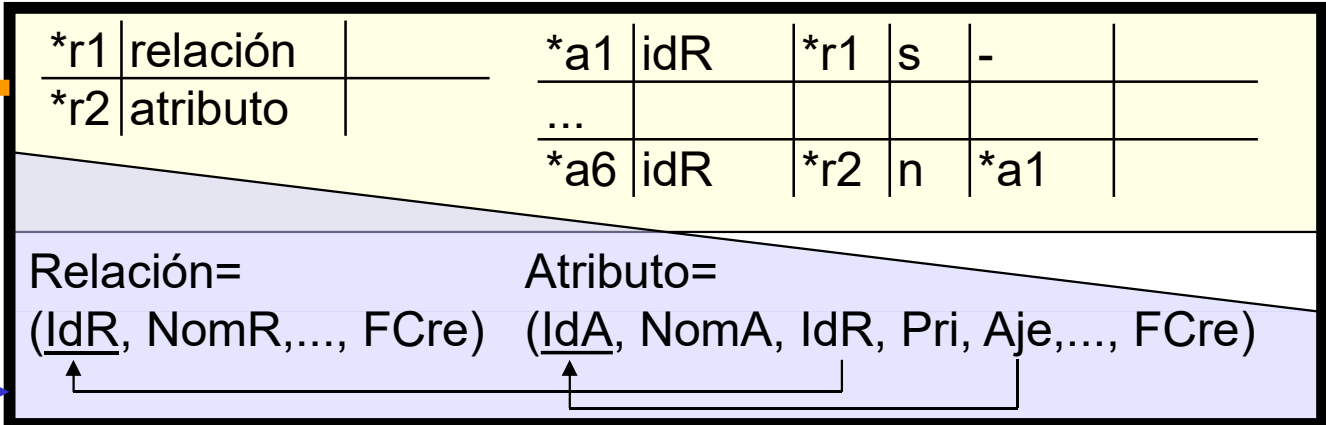 *r1 relación
*r2 atributo
*a1 idR *r1 s -
...
*a6 idR *r2 n *a1
Relación=
(IdR, NomR,..., FCre)
Atributo=
(IdA, NomA, IdR, Pri, Aje,..., FCre)